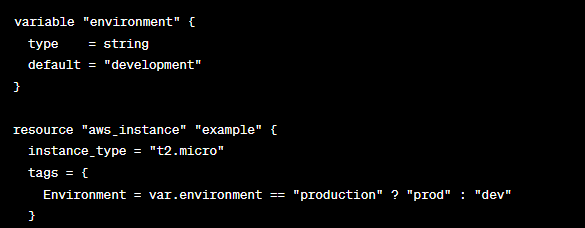 variable "environment" {
  type    = string
  default = "development"
}

resource "aws_instance" "example" {
  instance_type = "t2.micro"
  tags = {
    Environment = var.environment == "production" ? "prod" : "dev"
  }